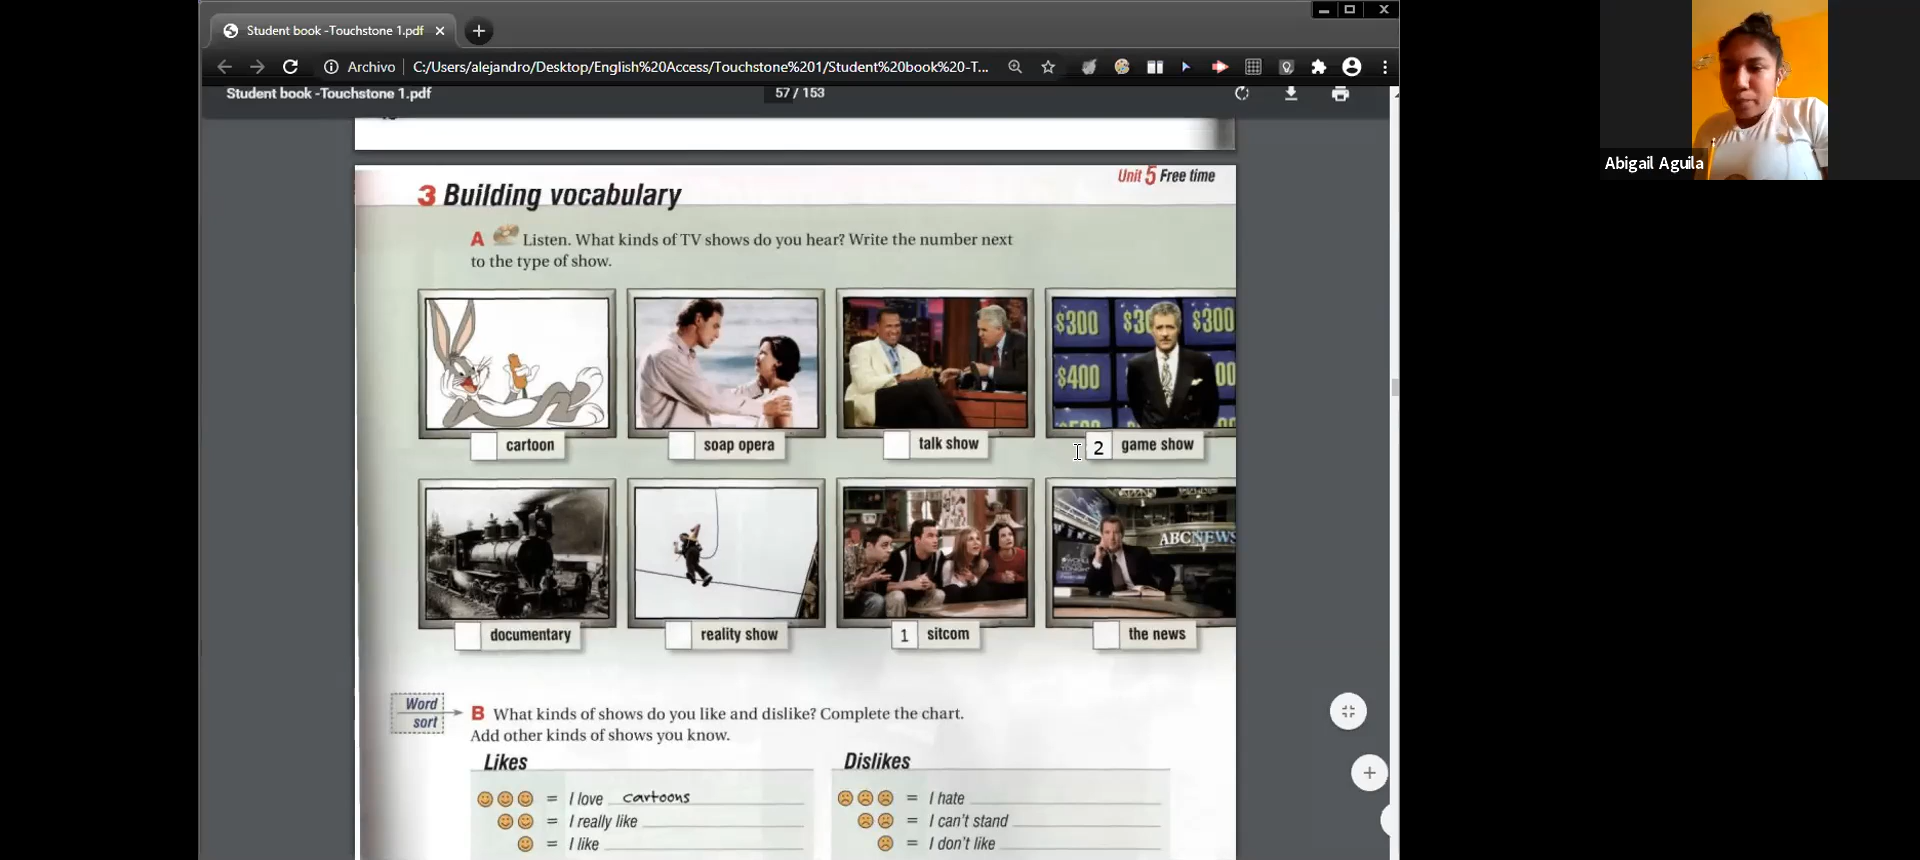 Student book -Touchstone 1.pdf
Archivo
C:/Users/alejandro/Desktop/English%20Access/Touchstone%201/Student%20book%20-T...
Student book -Touchstone 1.pdf
57 / 153
Unit 5 Free time
3 Building vocabulary
A Listen. What kinds of TV shows do you hear? Write the number next
to the type of show.
$300
$300
$400
cartoon
soap opera
talk show
2 game show
ABCNEWS
documentary
reality show
1 sitcom
the news
Word
sort
B What kinds of shows do you like and dislike? Complete the chart.
Add other kinds of shows you know.
Likes
Dislikes
= I love cartoons
= I hate
= I really like
= I can't stand
= I like
= I don't like
Abigail Aguila